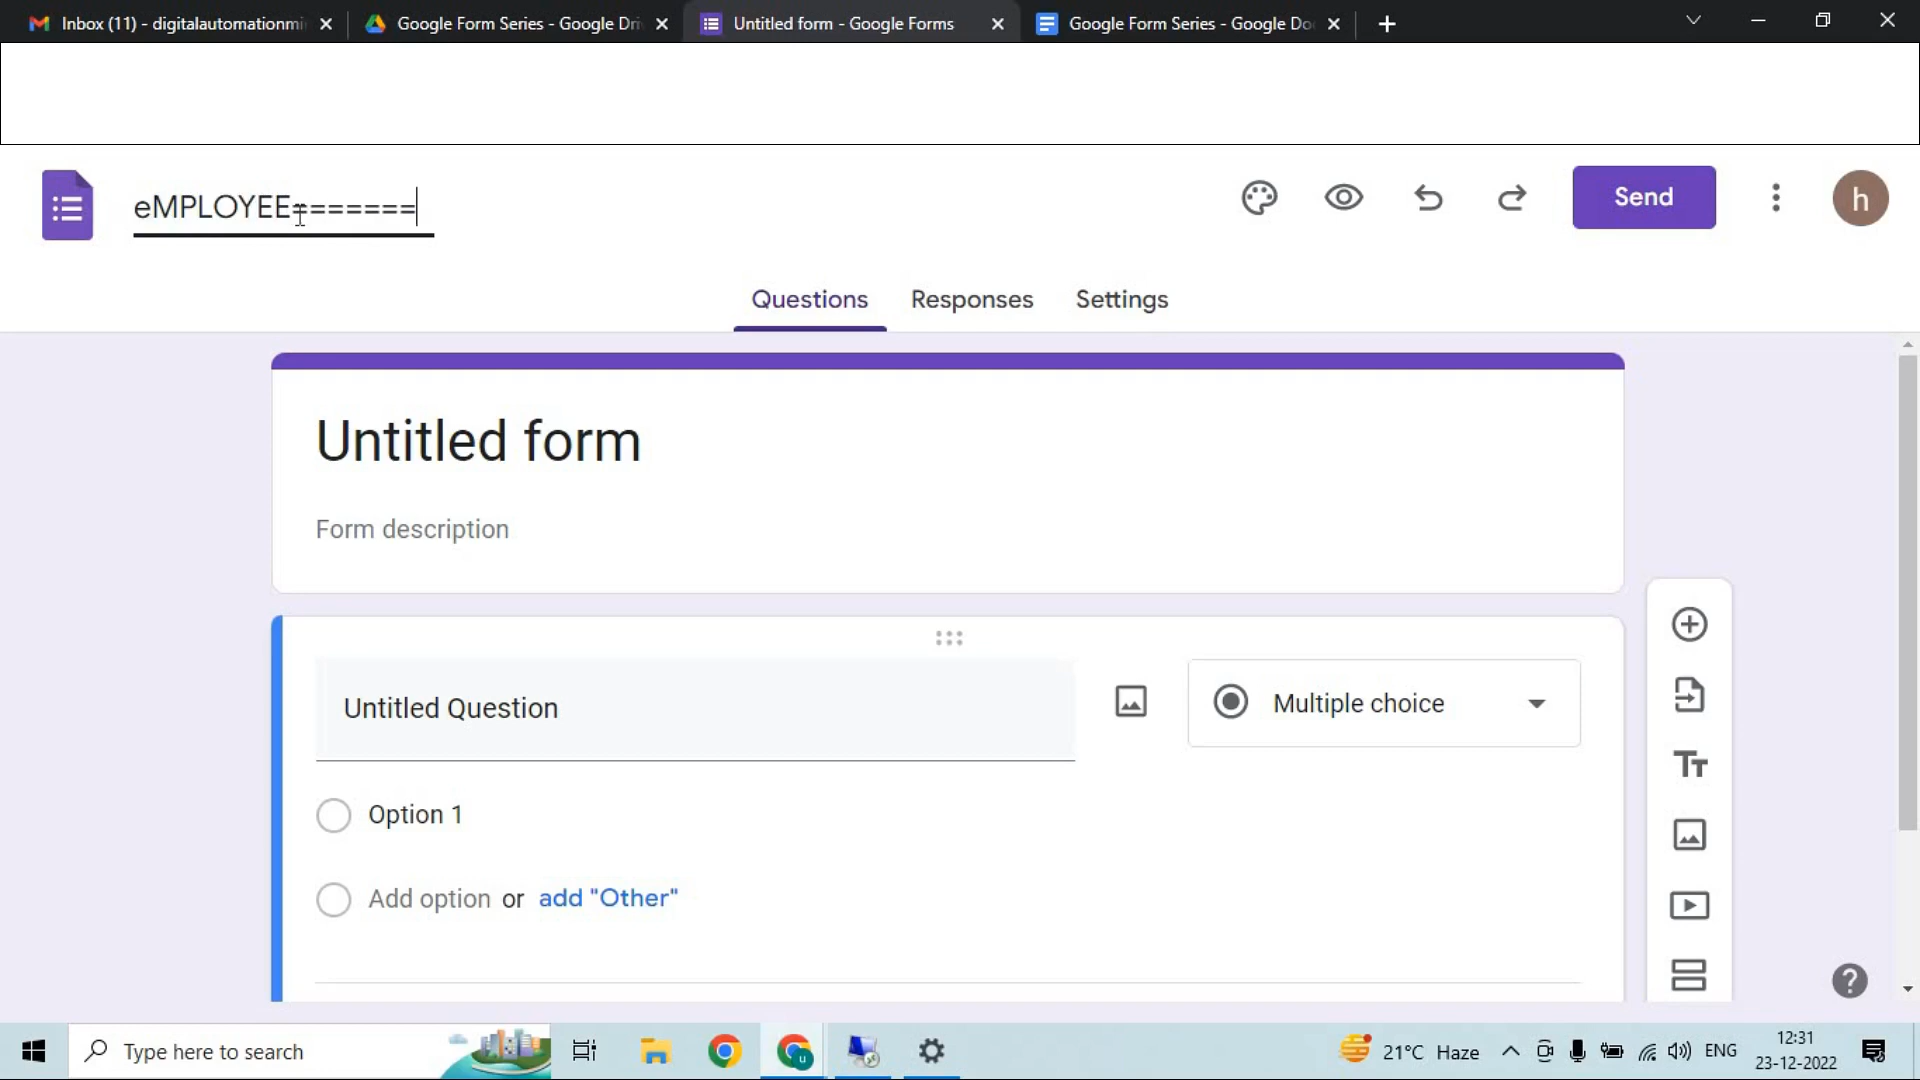 Inbox (11) - digitalautomationmi
Google Form Series - Google Dri
Untitled form - Google Forms
Google Form Series - Google Do
eMPLOYEE=======
Send
h
Questions
Responses
Settings
Untitled form
Form description
Untitled Question
Multiple choice
Option 1
Add option or add "Other"
Tt
Type here to search
u
21°C Haze
ENG
12:31
23-12-2022